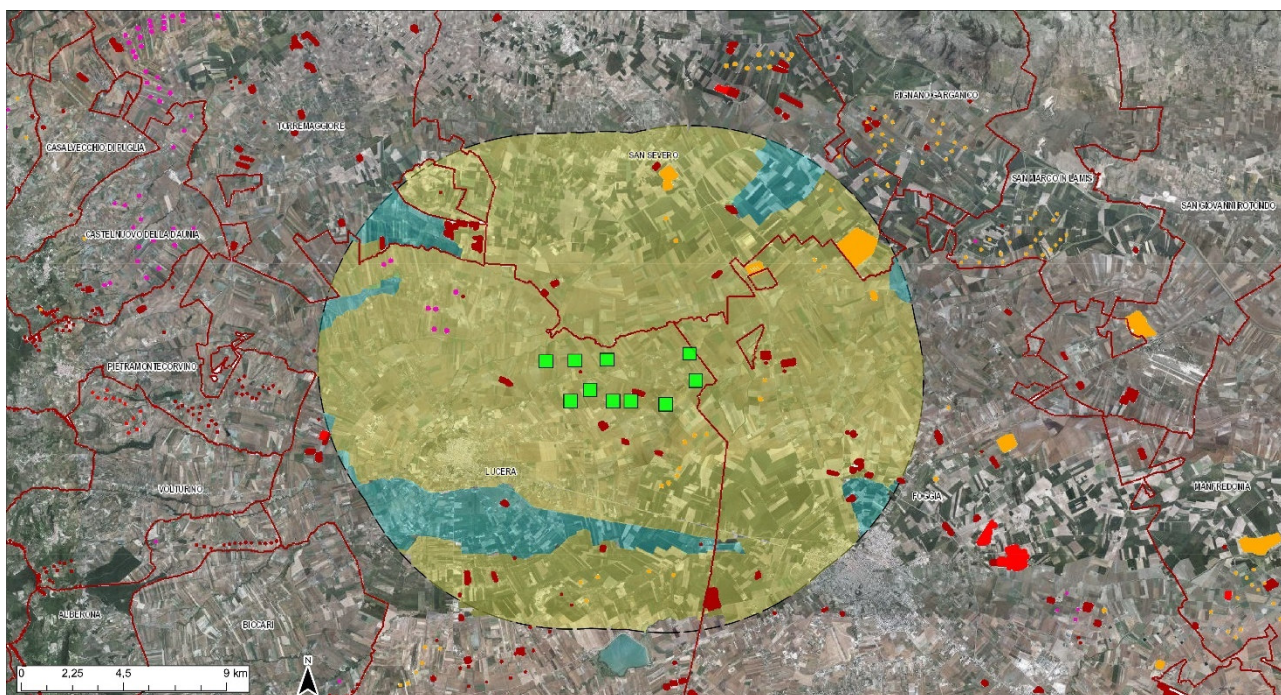 RIGNANO GARGANICO
TORREMAGGIORE
CASALVECCHIO DI PUGLIA
SAN SEVERO
SAN MARCO IN LAMIS
SAN GIOVANNI ROTONDO
CASTELNUOVO DELLA DAUNIA
PIETRAMONTECORVINO
LUCERA
VOLTURINO
FOGGIA
MANFREDONIA
ALBERONA
BICCARI
0 2,25 4,5 9 km
N